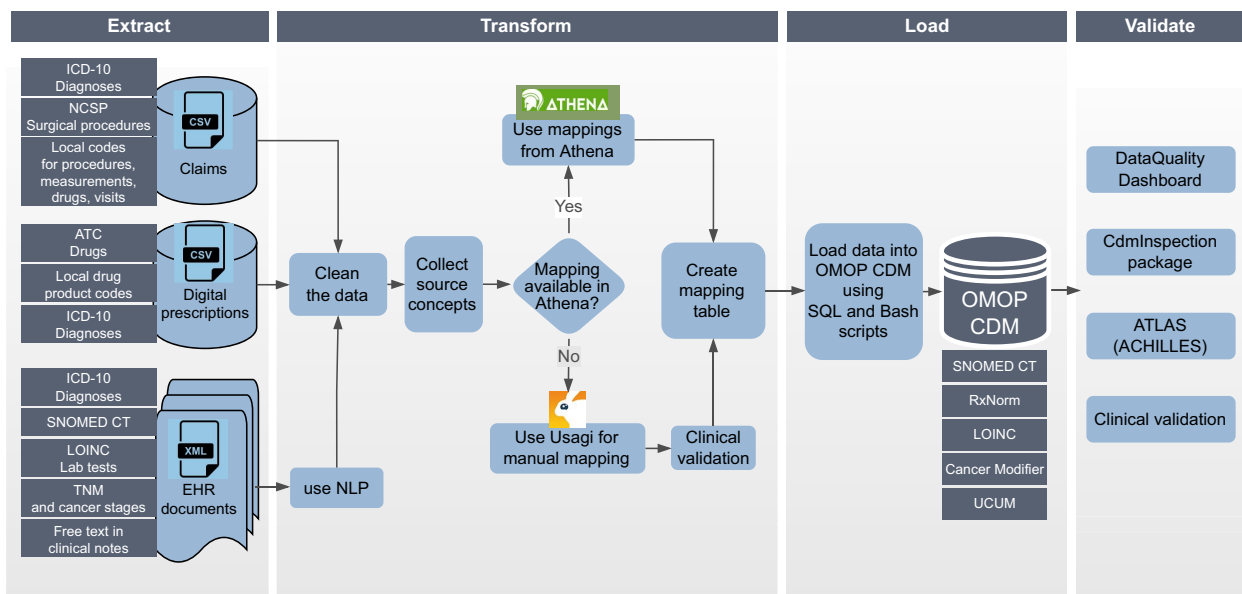 Extract
Transform
Load
Validate
ICD-10
Diagnoses
NCSP
Surgical procedures
Local codes
for procedures,
measurements,
drugs, visits
CSV
Claims
ATC
Drugs
Local drug
product codes
ICD-10
Diagnoses
CSV
Digital
prescriptions
ICD-10
Diagnoses
SNOMED CT
LOINC
Lab tests
TNM
and cancer stages
Free text in
clinical notes
XML
EHR
documents
use NLP
Clean
the data
Collect
source
concepts
Mapping
available in
Athena?
Yes
ATHENA
Use mappings
from Athena
No
Use Usagi for
manual mapping
Clinical
validation
Create
mapping
table
Load data into
OMOP CDM
using
SQL and Bash
scripts
OMOP
CDM
SNOMED CT
RxNorm
LOINC
Cancer Modifier
UCUM
DataQuality
Dashboard
CdmInspection
package
ATLAS
(ACHILLES)
Clinical validation